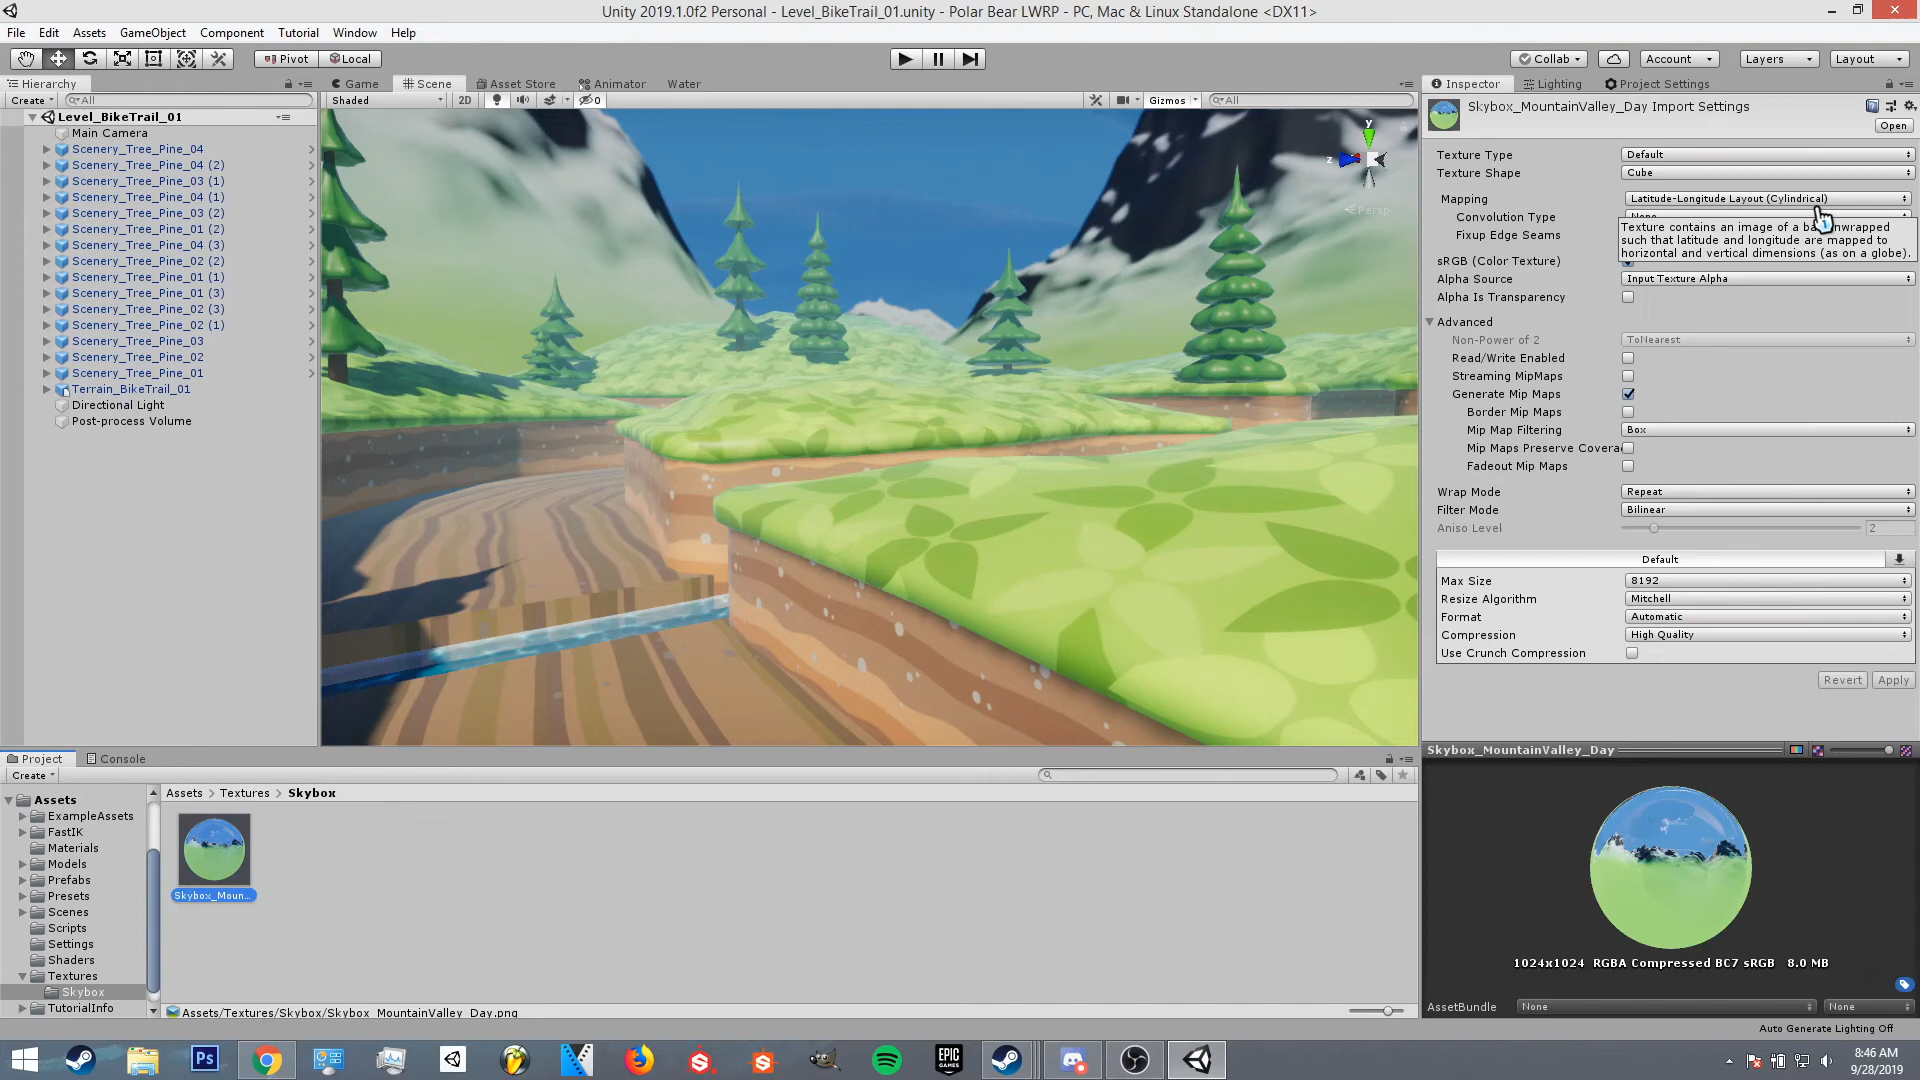 Unity 2019.1.0f2 Personal - Level_BikeTrail_01.unity - Polar Bear LWRP - PC, Mac & Linux Standalone <DX11>
File Edit Assets GameObject Component Tutorial Window Help
Pivot Local Collab Account Layers Layout
Hierarchy
Create All
Level_BikeTrail_01
Main Camera
Scenery_Tree_Pine_04
Scenery_Tree_Pine_04 (2)
Scenery_Tree_Pine_03 (1)
Scenery_Tree_Pine_04 (1)
Scenery_Tree_Pine_03 (2)
Scenery_Tree_Pine_01 (2)
Scenery_Tree_Pine_04 (3)
Scenery_Tree_Pine_02 (2)
Scenery_Tree_Pine_01 (1)
Scenery_Tree_Pine_01 (3)
Scenery_Tree_Pine_02 (3)
Scenery_Tree_Pine_02 (1)
Scenery_Tree_Pine_03
Scenery_Tree_Pine_02
Scenery_Tree_Pine_01
Terrain_BikeTrail_01
Directional Light
Post-process Volume
Game Scene Asset Store Animator Water
Shaded 2D 0 Gizmos All
y
z
Persp
Inspector Lighting Project Settings
Skybox_MountainValley_Day Import Settings
Open
Texture Type Default
Texture Shape Cube
Mapping Latitude-Longitude Layout (Cylindrical)
Convolution Type
Fixup Edge Seams
Texture contains an image of a
such that latitude and longitude are mapped to
horizontal and vertical dimensions (as on a globe).
sRGB (Color Texture)
Alpha Source Input Texture Alpha
Alpha Is Transparency
Advanced
Non-Power of 2 ToNearest
Read/Write Enabled
Streaming MipMaps
Generate Mip Maps
Border Mip Maps
Mip Map Filtering Box
Mip Maps Preserve Covera
Fadeout Mip Maps
Wrap Mode Repeat
Filter Mode Bilinear
Aniso Level 2
Default
Max Size 8192
Resize Algorithm Mitchell
Format Automatic
Compression High Quality
Use Crunch Compression
Revert Apply
Skybox_MountainValley_Day
1024x1024 RGBA Compressed BC7 sRGB 8.0 MB
AssetBundle None None
Auto Generate Lighting Off
Project Console
Create
Assets
ExampleAssets
FastIK
Materials
Models
Prefabs
Presets
Scenes
Scripts
Settings
Shaders
Textures
Skybox
TutorialInfo
Assets > Textures > Skybox
Skybox_Moun...
Assets/Textures/Skybox/Skybox_MountainValley_Day.png
Ps
EPIC
GAMES
8:46 AM
9/28/2019